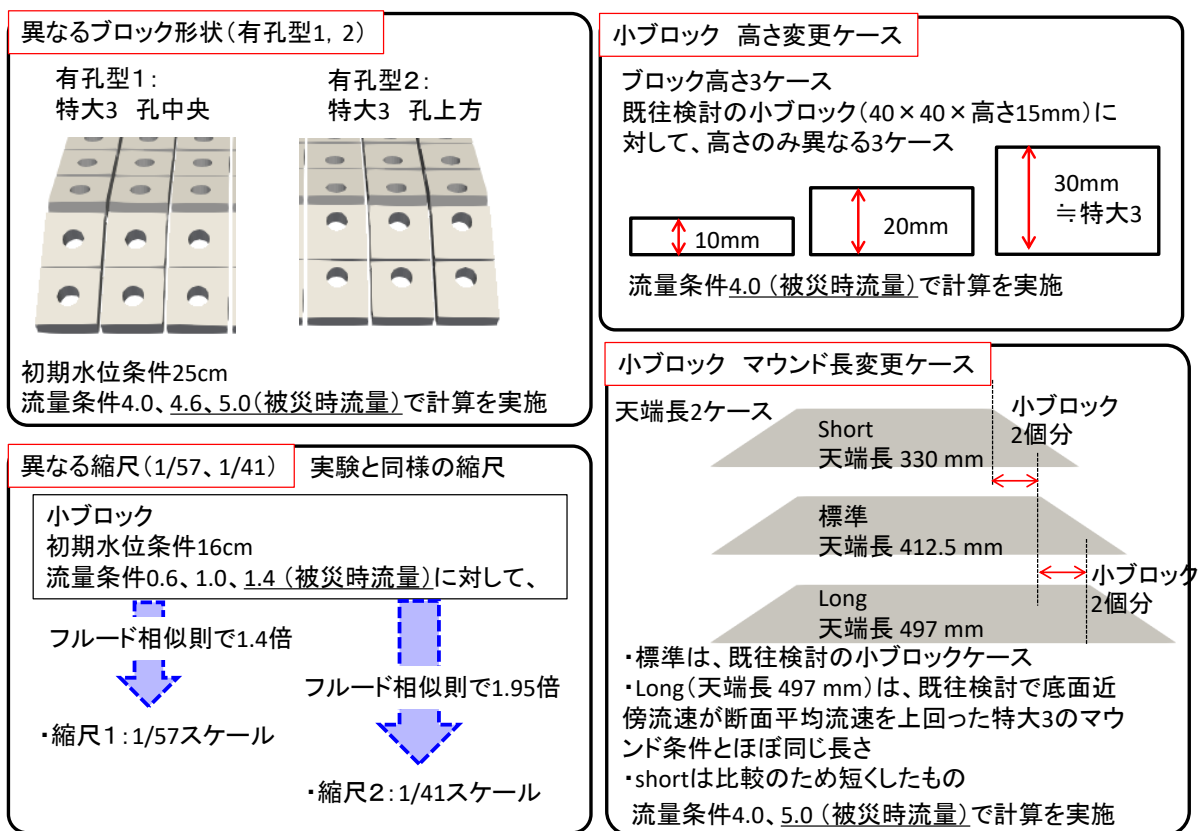 異なるブロック形状（有孔型1，2）
有孔型１：
特大3　孔中央
有孔型２：
特大3　孔上方
初期水位条件25cm
流量条件4.0、4.6、5.0（被災時流量）で計算を実施
小ブロック　高さ変更ケース
ブロック高さ3ケース
既往検討の小ブロック（40×40×高さ15mm）に
対して、高さのみ異なる3ケース
10mm
20mm
30mm
≒特大3
流量条件4.0（被災時流量）で計算を実施
異なる縮尺（1/57、1/41）　実験と同様の縮尺
小ブロック
初期水位条件16cm
流量条件0.6、1.0、1.4（被災時流量）に対して、
フルード相似則で1.4倍
フルード相似則で1.95倍
・縮尺１：1/57スケール
・縮尺２：1/41スケール
小ブロック　マウンド長変更ケース
天端長2ケース
小ブロック
2個分
Short
天端長 330 mm
標準
天端長 412.5 mm
小ブロック
2個分
Long
天端長 497 mm
・標準は、既往検討の小ブロックケース
・Long（天端長 497 mm）は、既往検討で底面近
傍流速が断面平均流速を上回った特大3のマウ
ンド条件とほぼ同じ長さ
・shortは比較のため短くしたもの
流量条件4.0、5.0（被災時流量）で計算を実施